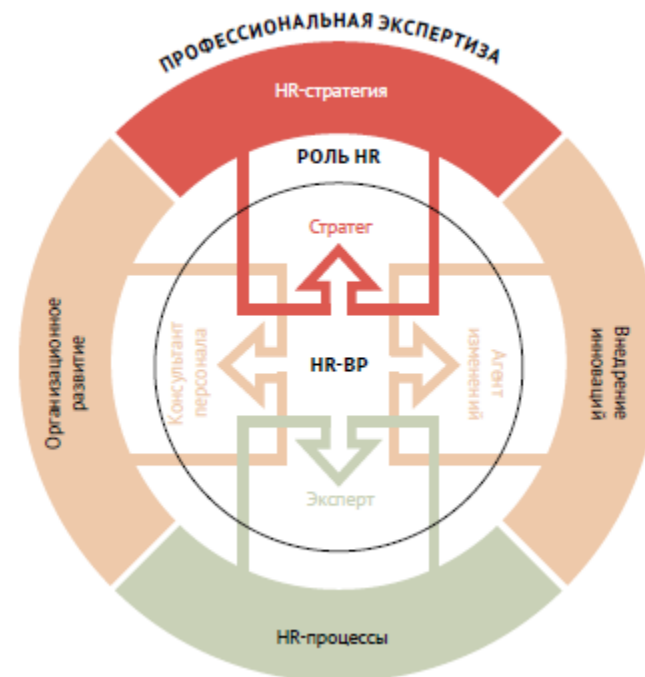 ПРОФЕССИОНАЛЬНАЯ ЭКСПЕРТИЗА
HR-стратегия
РОЛЬ HR
Стратег
Организационное
развитие
Консультант
персонала
HR-BP
Агент
изменений
Внедрение
инноваций
Эксперт
HR-процессы